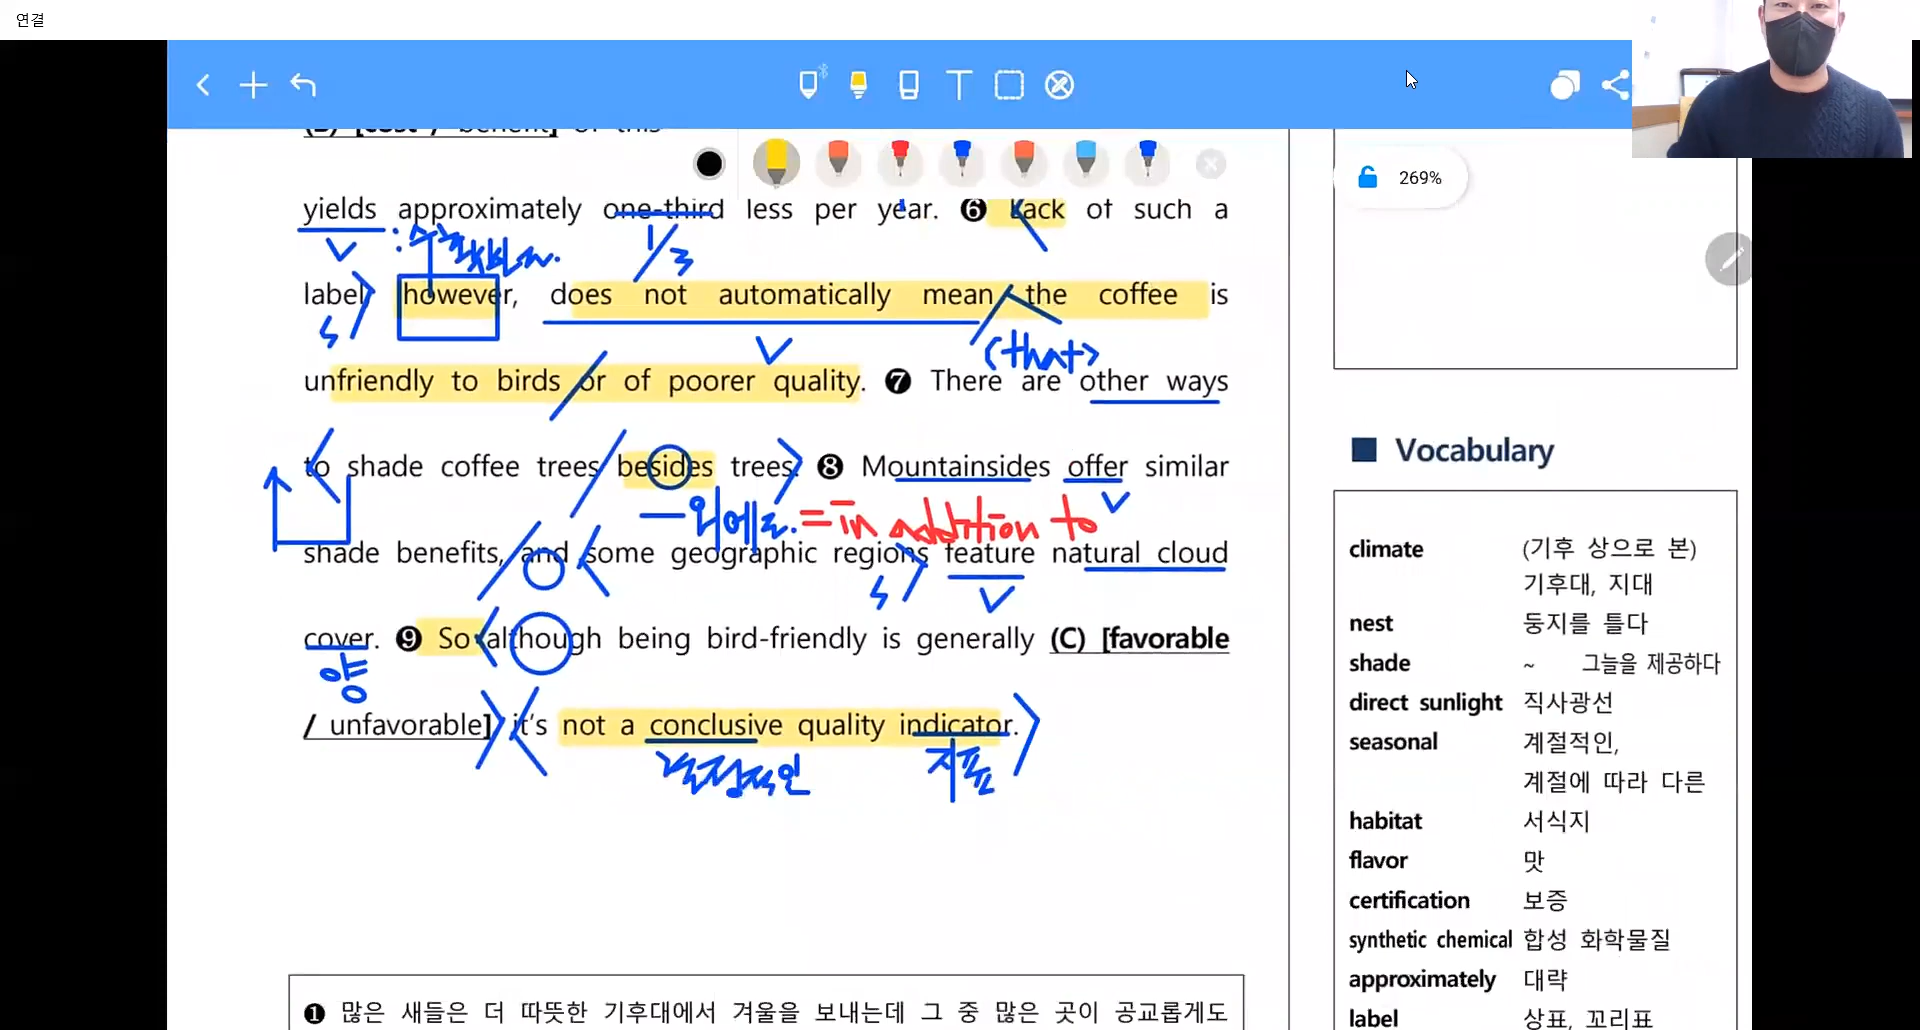 연결
(B) [cost / benefit] of this
269%
yields approximately one-third less per year. ❻ Lack of such a
: 수확하다.
V
1/3
label, however, does not automatically mean the coffee is
S
V
(that)
unfriendly to birds or of poorer quality. ❼ There are other ways
to shade coffee trees besides trees. ❽ Mountainsides offer similar
V
— 외에도. = in addition to
shade benefits, and some geographic regions feature natural cloud
S
V
cover. ❾ So although being bird-friendly is generally (C) [favorable
양
/ unfavorable], it's not a conclusive quality indicator.
결정적인
지표
❶ 많은 새들은 더 따뜻한 기후대에서 겨울을 보내는데 그 중 많은 곳이 공교롭게도
■ Vocabulary
climate (기후 상으로 본)
기후대, 지대
nest 둥지를 틀다
shade ~ 그늘을 제공하다
direct sunlight 직사광선
seasonal 계절적인,
계절에 따라 다른
habitat 서식지
flavor 맛
certification 보증
synthetic chemical 합성 화학물질
approximately 대략
label 상표, 꼬리표